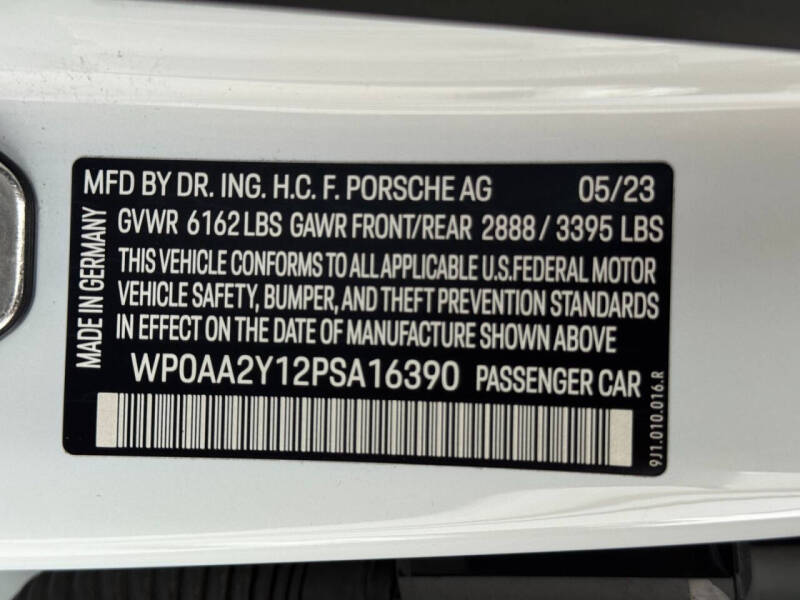 MFD BY DR. ING. H.C. F. PORSCHE AG 05/23
GVWR 6162 LBS GAWR FRONT/REAR 2888 / 3395 LBS
THIS VEHICLE CONFORMS TO ALL APPLICABLE U.S.FEDERAL MOTOR
VEHICLE SAFETY, BUMPER, AND THEFT PREVENTION STANDARDS
IN EFFECT ON THE DATE OF MANUFACTURE SHOWN ABOVE
WP0AA2Y12PSA16390 PASSENGER CAR
MADE IN GERMANY
9J1.010.016.R